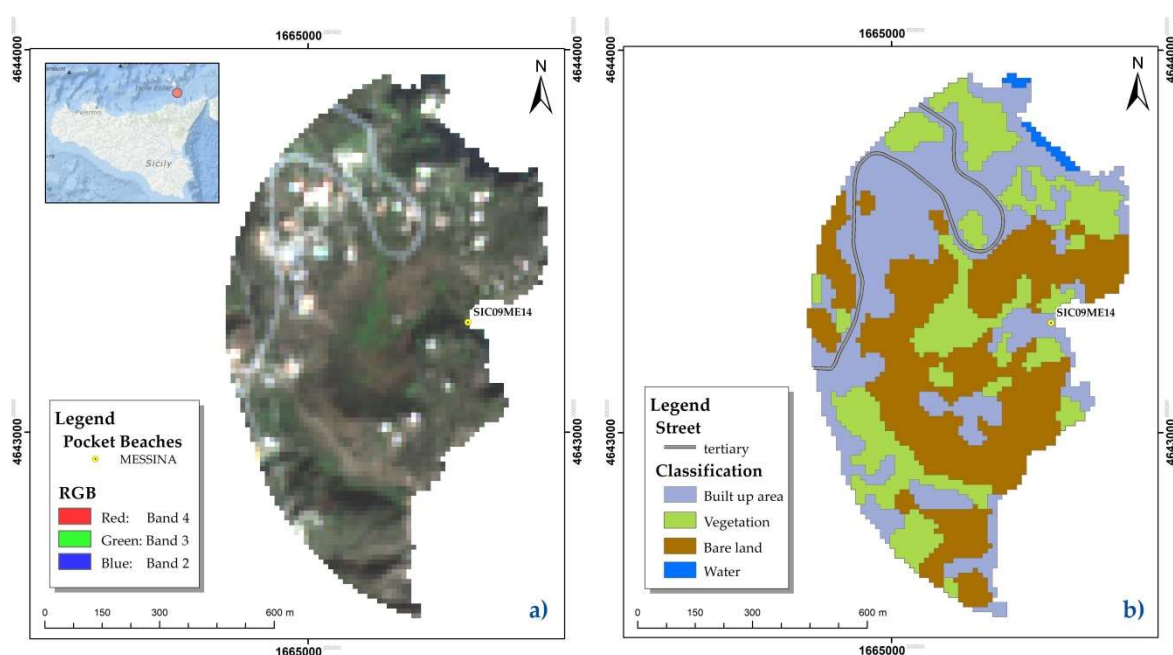 1665000
4644000
N
Isole Eolie
Palermo
Sicily
SIC09ME14
Legend
Pocket Beaches
MESSINA
RGB
Red: Band 4
Green: Band 3
Blue: Band 2
4643000
0 150 300 600 m
a)
1665000
1665000
4644000
4644000
N
SIC09ME14
Legend
Street
tertiary
Classification
Built up area
Vegetation
Bare land
Water
4643000
4643000
0 150 300 600 m
b)
1665000